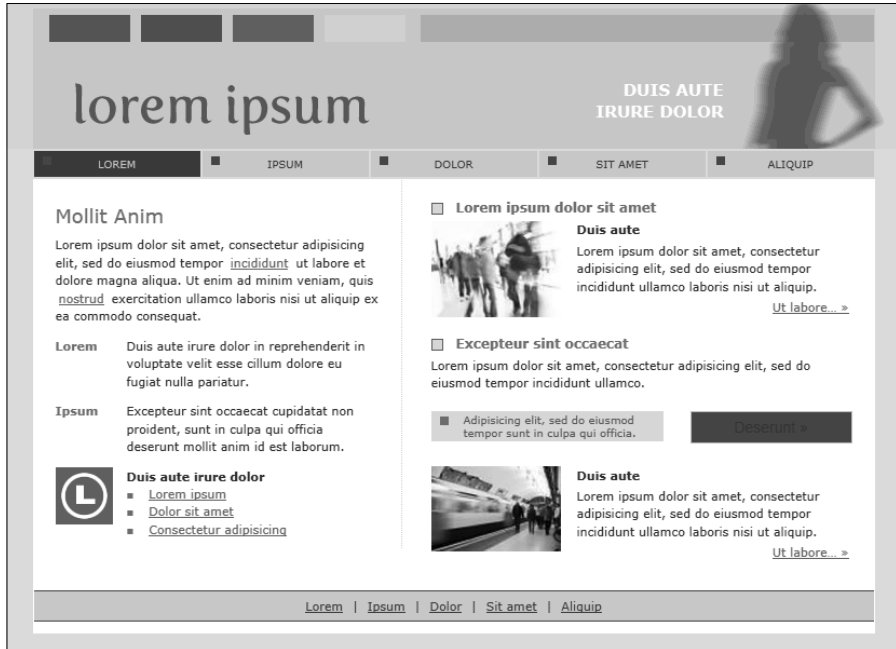 lorem ipsum
DUIS AUTE
IRURE DOLOR
LOREM
IPSUM
DOLOR
SIT AMET
ALIQUIP
Mollit Anim
Lorem ipsum dolor sit amet, consectetur adipisicing
elit, sed do eiusmod tempor incididunt ut labore et
dolore magna aliqua. Ut enim ad minim veniam, quis
nostrud exercitation ullamco laboris nisi ut aliquip ex
ea commodo consequat.
Lorem
Duis aute irure dolor in reprehenderit in
voluptate velit esse cillum dolore eu
fugiat nulla pariatur.
Ipsum
Excepteur sint occaecat cupidatat non
proident, sunt in culpa qui officia
deserunt mollit anim id est laborum.
L
Duis aute irure dolor
Lorem ipsum
Dolor sit amet
Consectetur adipisicing
Lorem ipsum dolor sit amet
Duis aute
Lorem ipsum dolor sit amet, consectetur
adipisicing elit, sed do eiusmod tempor
incididunt ullamco laboris nisi ut aliquip.
Ut labore... »
Excepteur sint occaecat
Lorem ipsum dolor sit amet, consectetur adipisicing elit, sed do
eiusmod tempor incididunt ullamco.
Adipisicing elit, sed do eiusmod
tempor sunt in culpa qui officia.
Deserunt »
Duis aute
Lorem ipsum dolor sit amet, consectetur
adipisicing elit, sed do eiusmod tempor
incididunt ullamco laboris nisi ut aliquip.
Ut labore... »
Lorem | Ipsum | Dolor | Sit amet | Aliquip